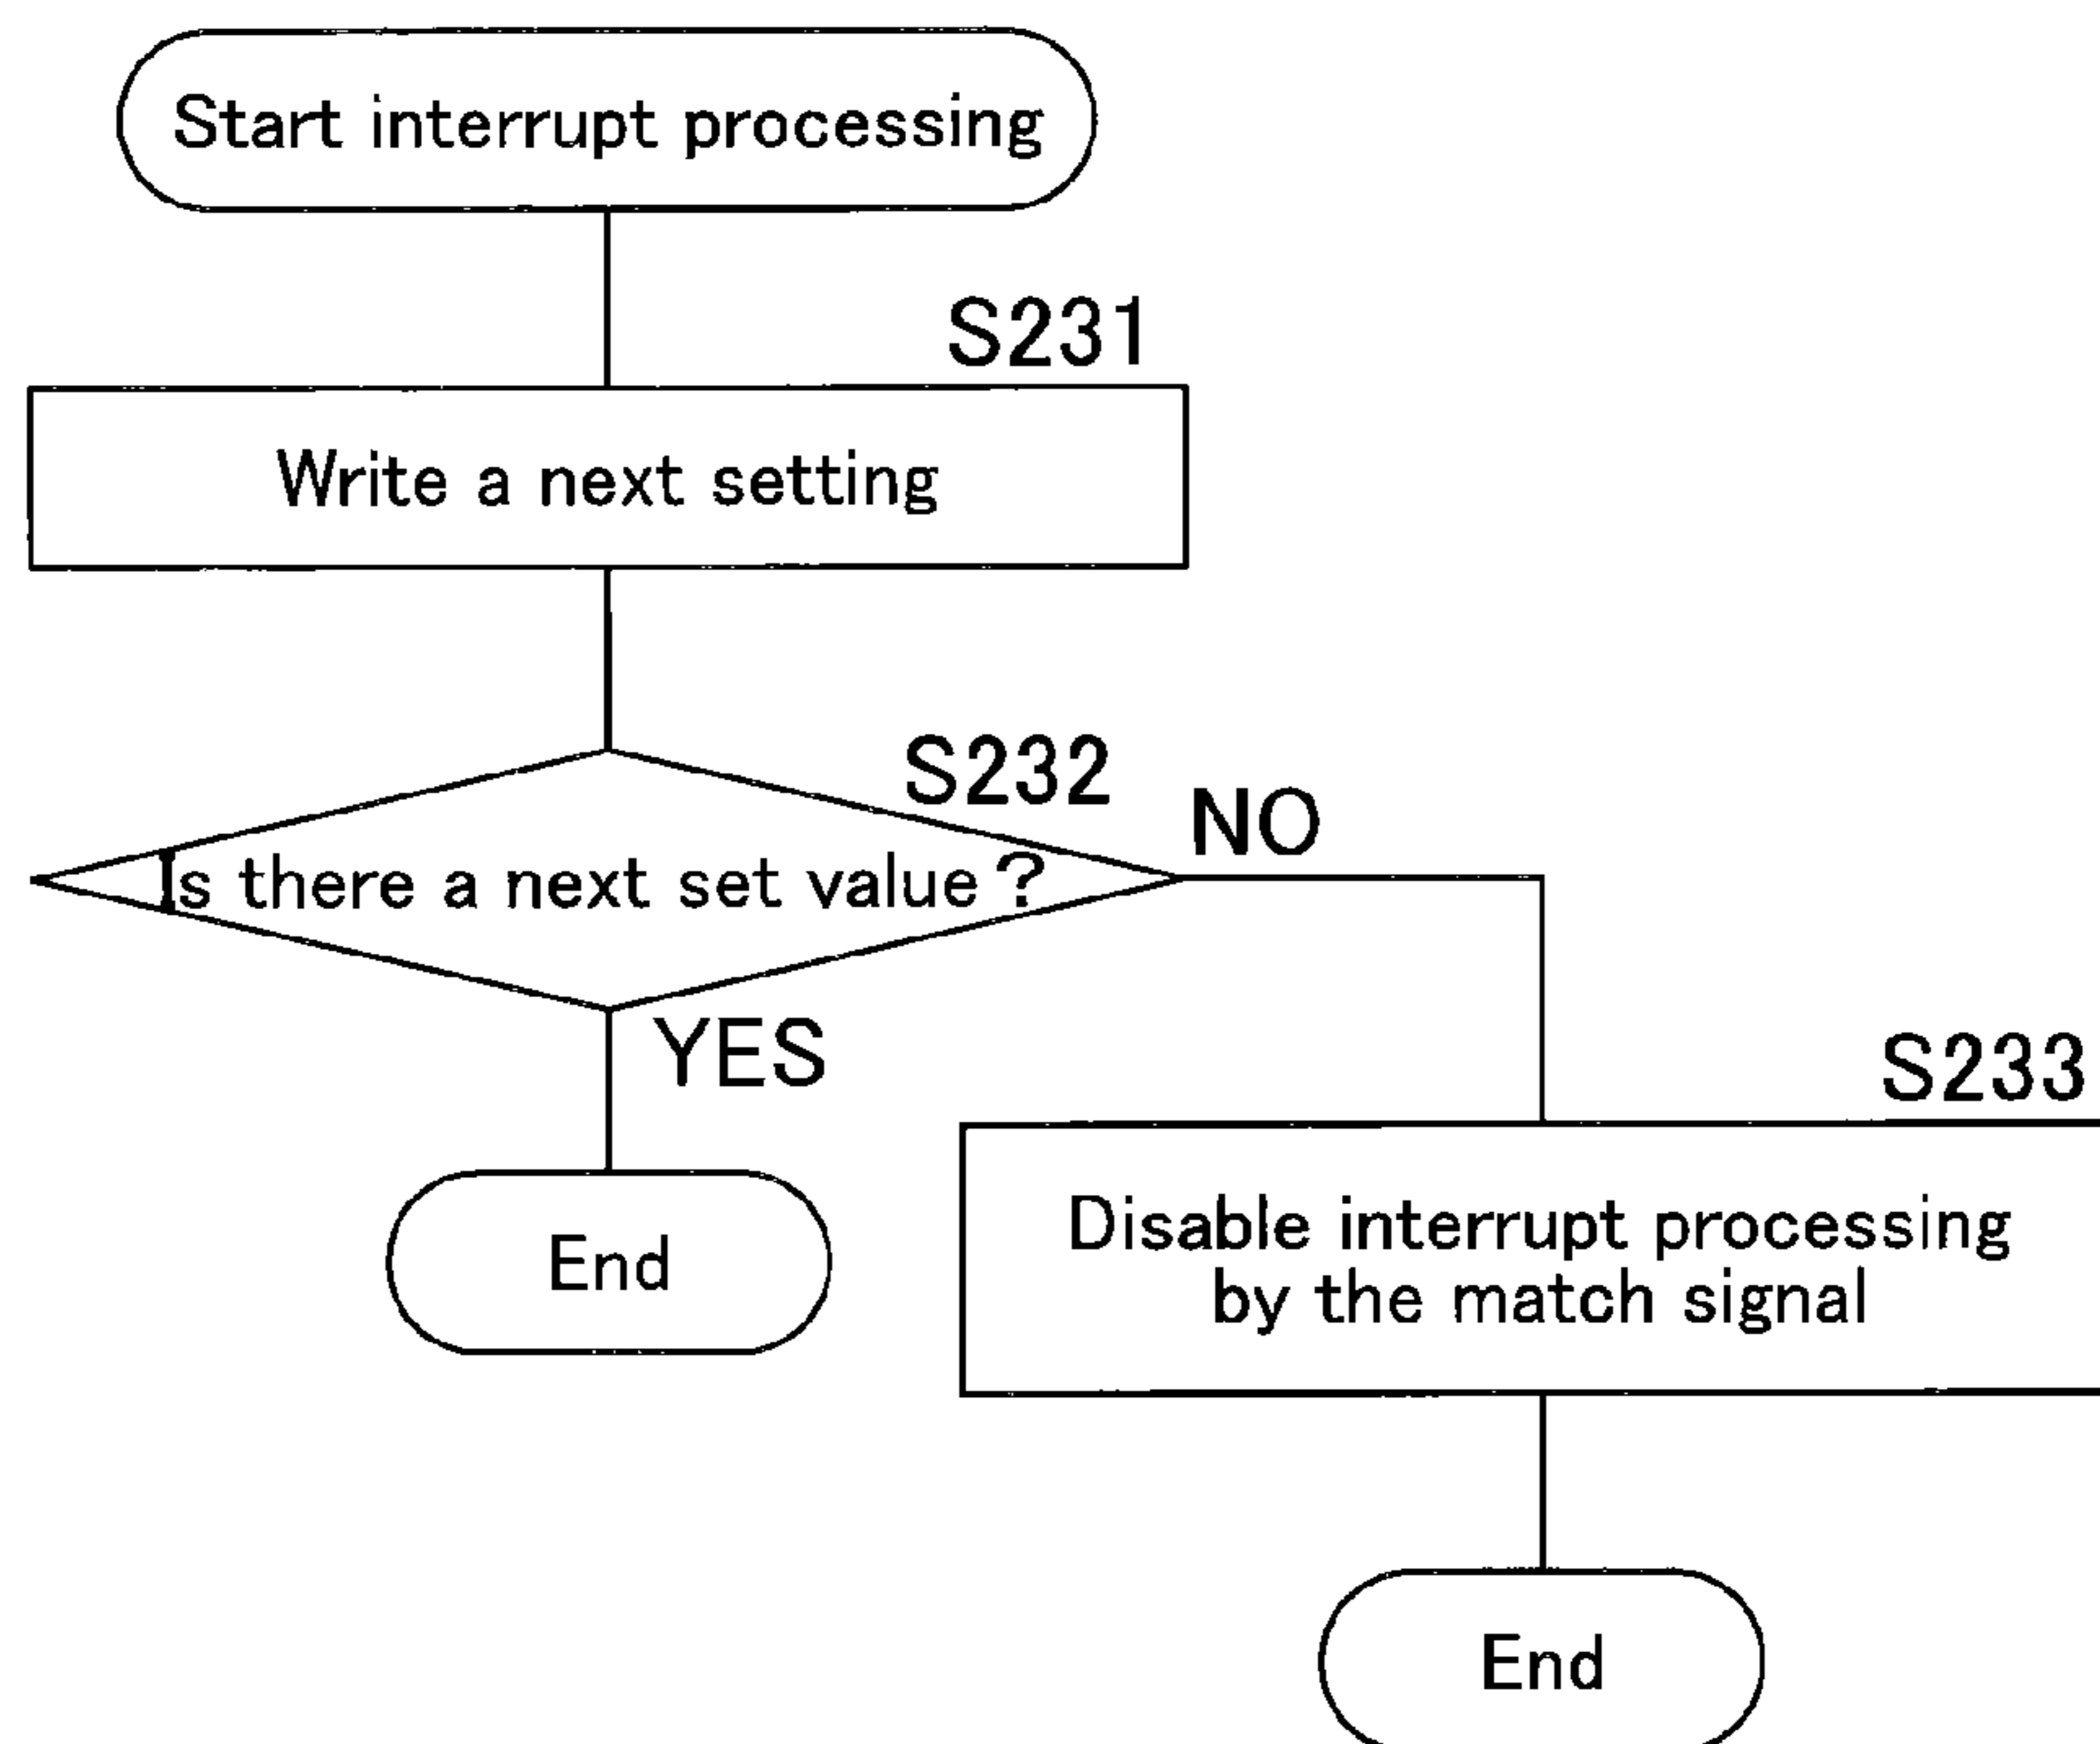 Start interrupt processing
S231
Write a next setting
S232
NO
Is there a next set value?
YES
S233
End
Disable interrupt processing
by the match signal
End